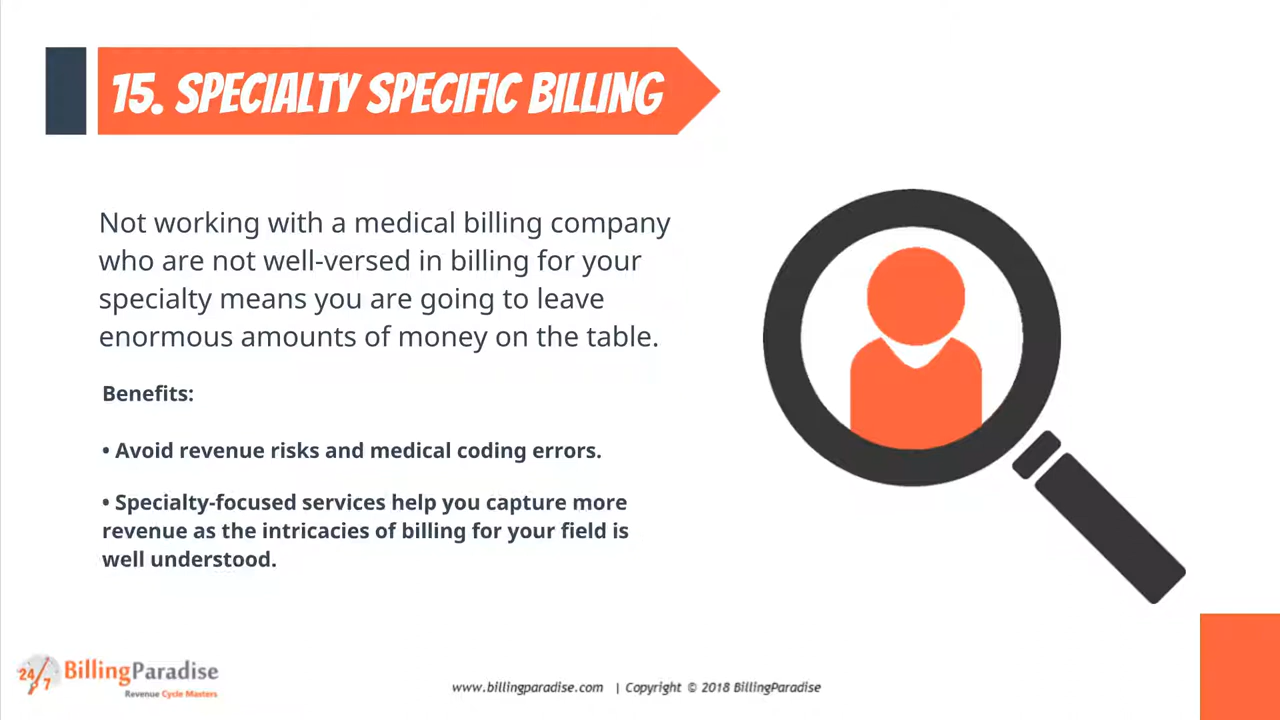 15. SPECIALTY SPECIFIC BILLING
Not working with a medical billing company
who are not well-versed in billing for your
specialty means you are going to leave
enormous amounts of money on the table.
Benefits:
• Avoid revenue risks and medical coding errors.
• Specialty-focused services help you capture more
revenue as the intricacies of billing for your field is
well understood.
24/7 BillingParadise
Revenue Cycle Masters
www.billingparadise.com | Copyright © 2018 BillingParadise